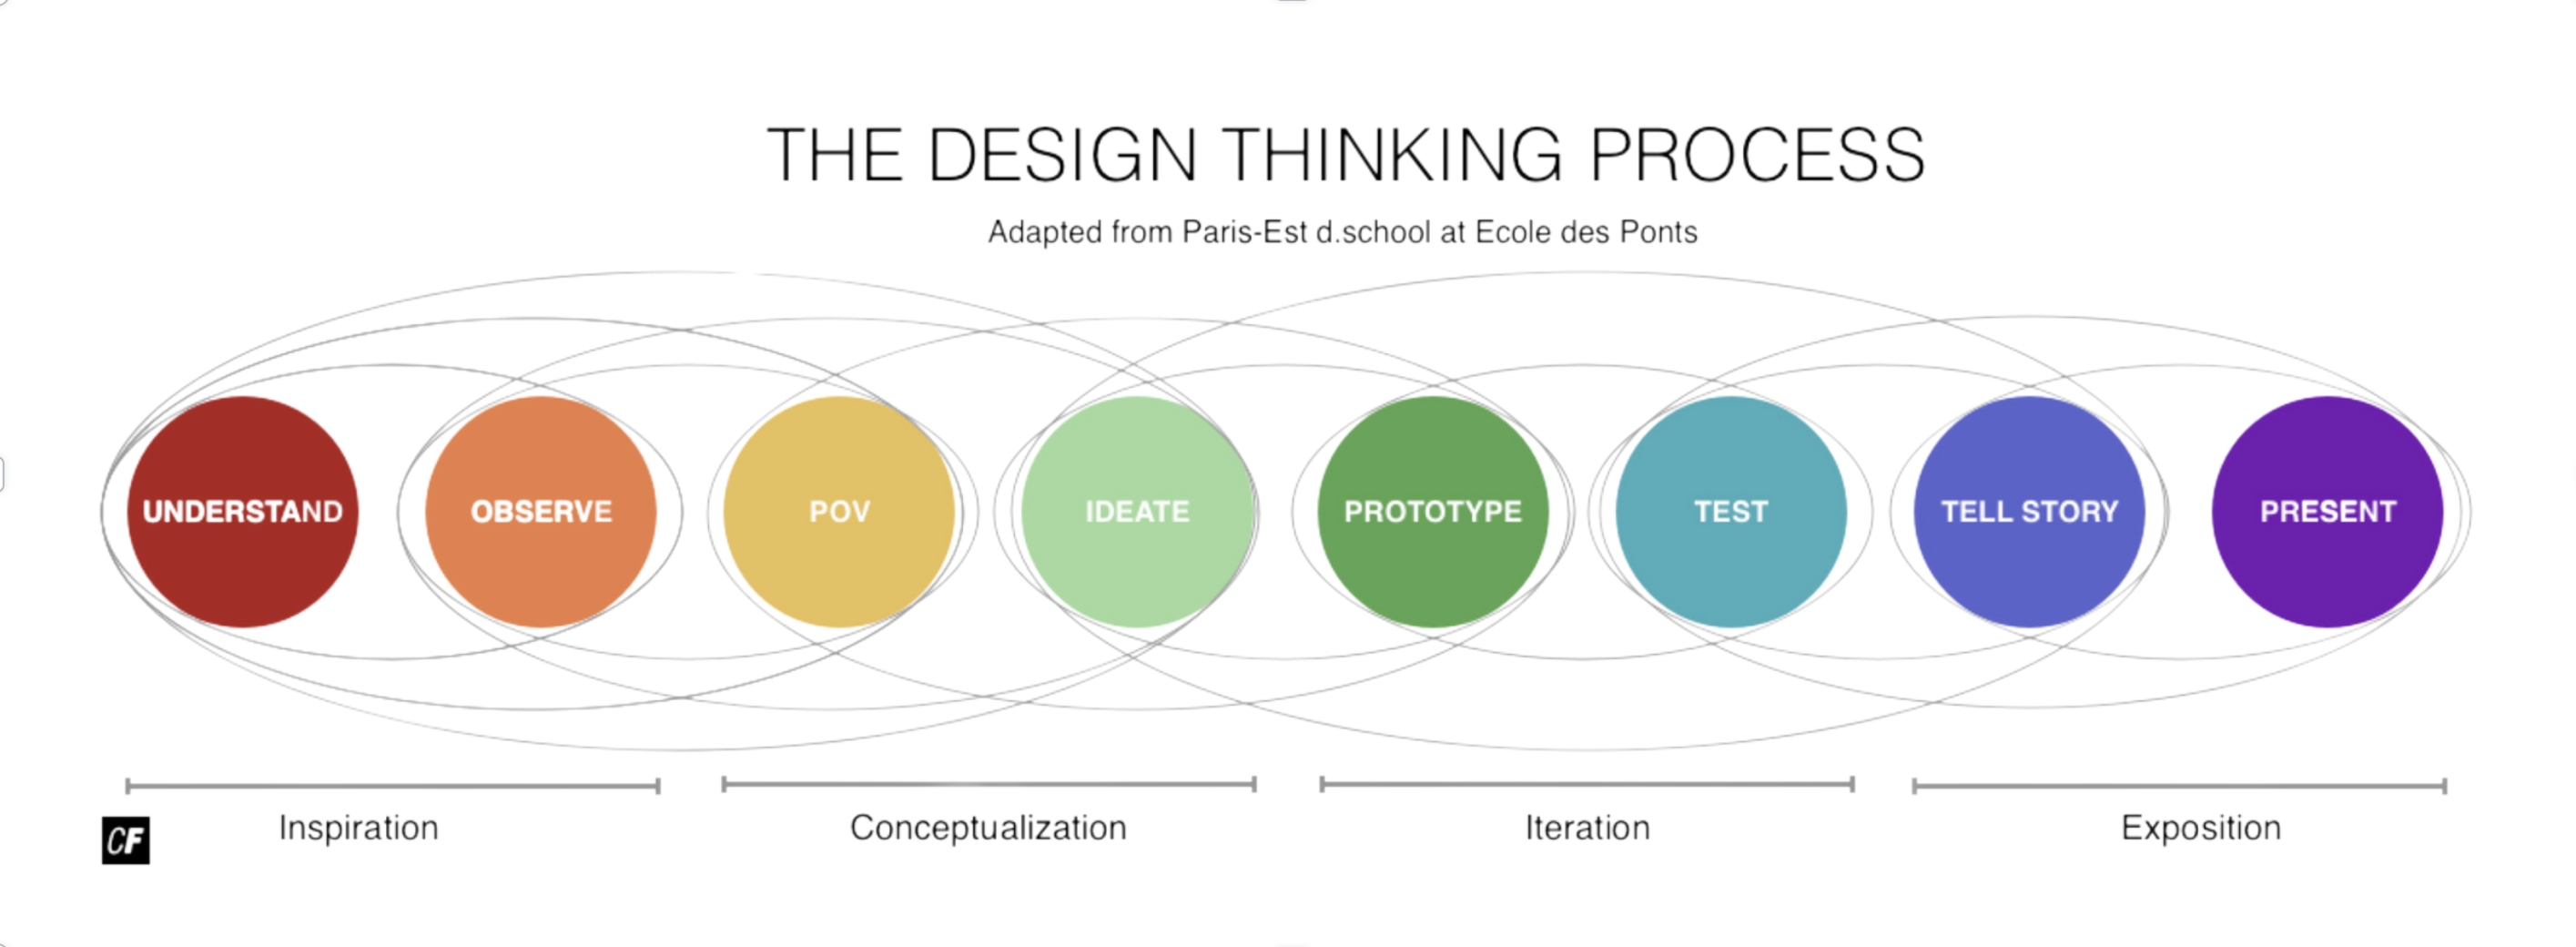 THE DESIGN THINKING PROCESS
Adapted from Paris-Est d.school at Ecole des Ponts
UNDERSTAND
OBSERVE
POV
IDEATE
PROTOTYPE
TEST
TELL STORY
PRESENT
Inspiration
Conceptualization
Iteration
Exposition
CF